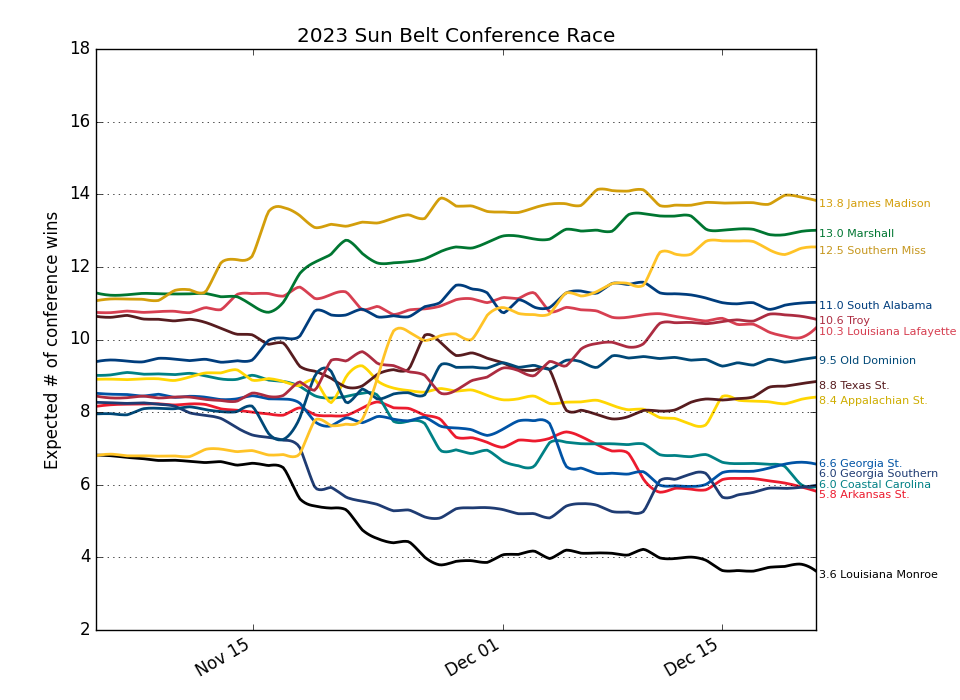 2023 Sun Belt Conference Race
Expected # of conference wins
18
16
14
12
10
8
6
4
2
Nov 15
Dec 01
Dec 15
13.8 James Madison
13.0 Marshall
12.5 Southern Miss
11.0 South Alabama
10.6 Troy
10.3 Louisiana Lafayette
9.5 Old Dominion
8.8 Texas St.
8.4 Appalachian St.
6.6 Georgia St.
6.0 Georgia Southern
6.0 Coastal Carolina
5.8 Arkansas St.
3.6 Louisiana Monroe